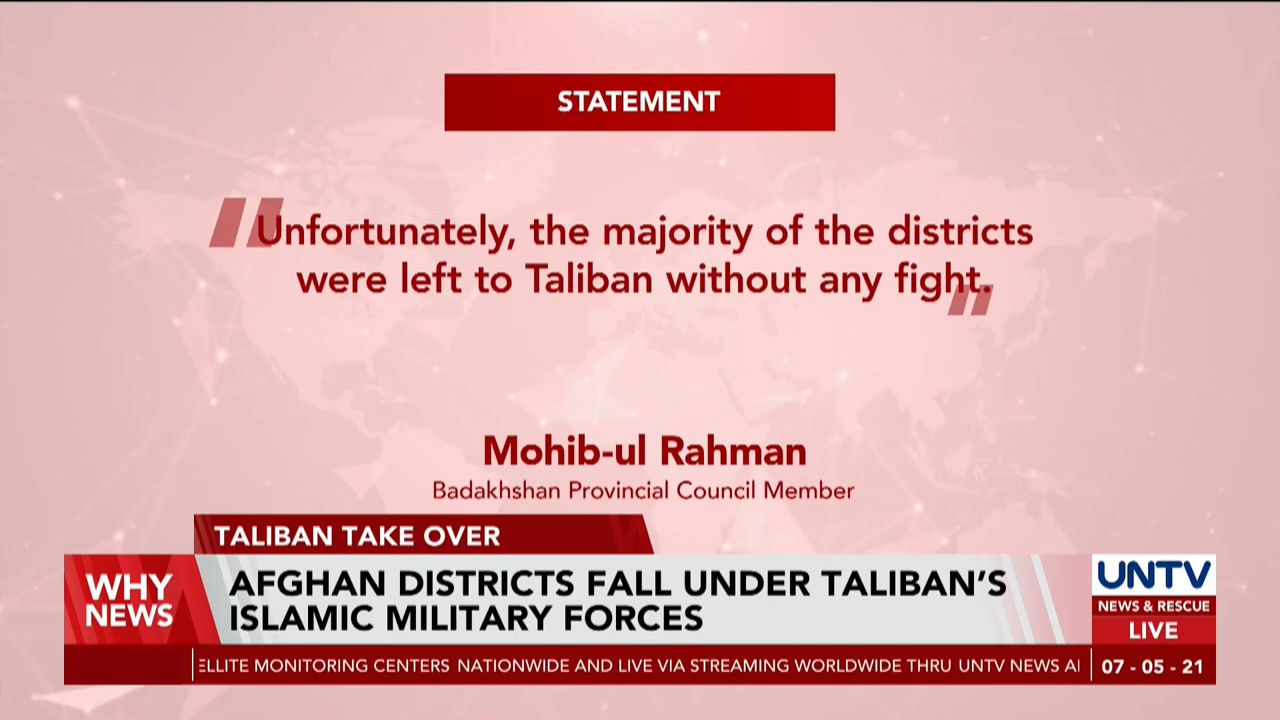 STATEMENT
"Unfortunately, the majority of the districts
were left to Taliban without any fight."
Mohib-ul Rahman
Badakhshan Provincial Council Member
TALIBAN TAKE OVER
WHY
NEWS
AFGHAN DISTRICTS FALL UNDER TALIBAN'S
ISLAMIC MILITARY FORCES
UNTV
NEWS & RESCUE
LIVE
MONITORING CENTERS NATIONWIDE AND LIVE VIA STREAMING WORLDWIDE THRU UNTV NEWS
07 - 05 - 21